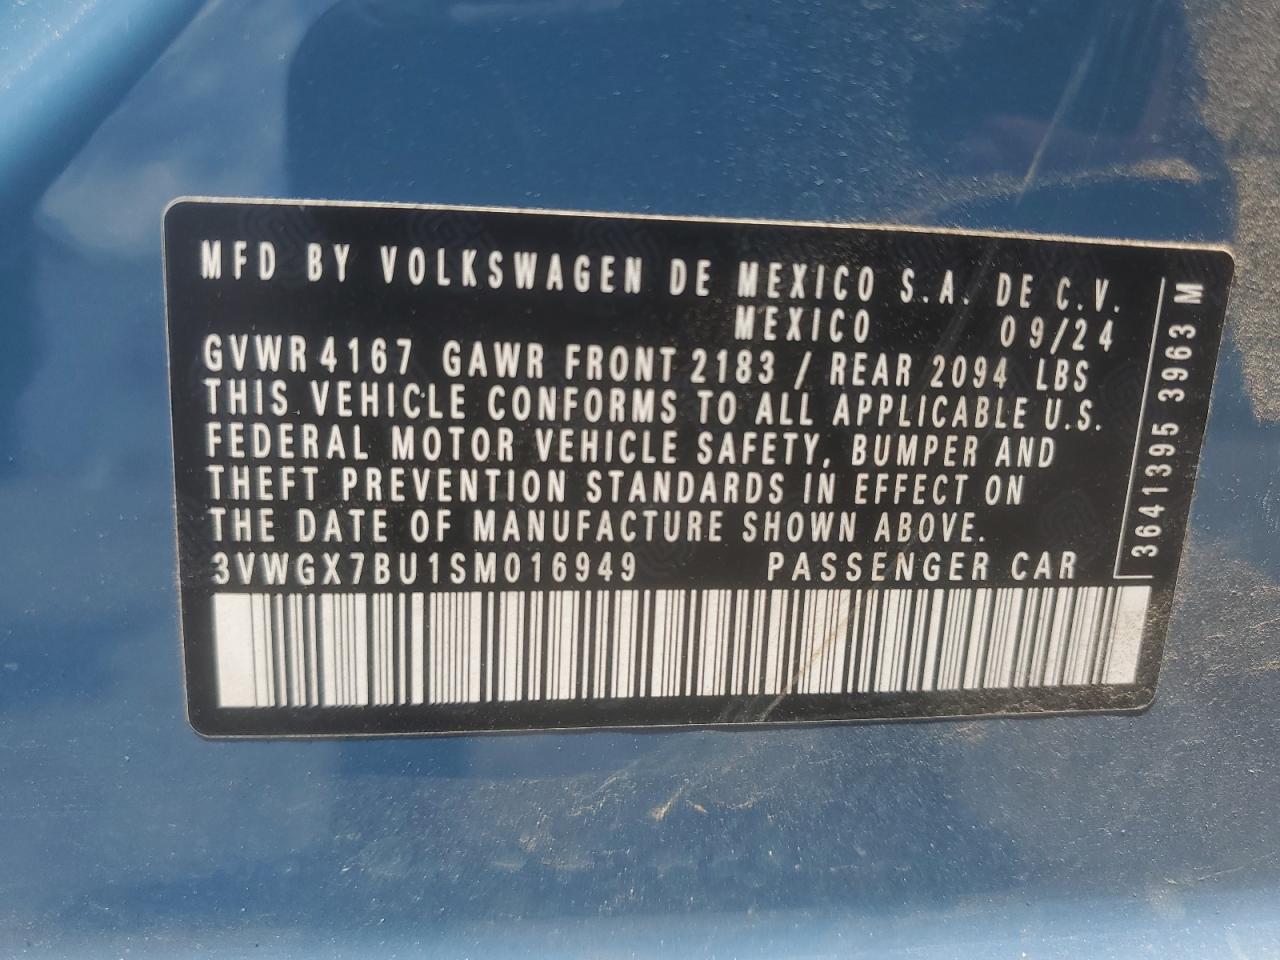 MFD BY VOLKSWAGEN DE MEXICO S.A. DE C.V.
MEXICO 09/24
GVWR 4167 GAWR FRONT 2183 / REAR 2094 LBS
THIS VEHICLE CONFORMS TO ALL APPLICABLE U.S.
FEDERAL MOTOR VEHICLE SAFETY, BUMPER AND
THEFT PREVENTION STANDARDS IN EFFECT ON
THE DATE OF MANUFACTURE SHOWN ABOVE.
3VWGX7BU1SM016949 PASSENGER CAR
3641395 3963 M